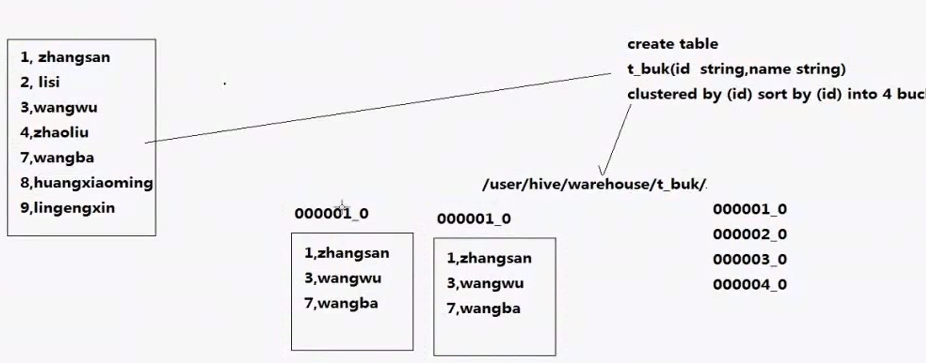 1, zhangsan
2, lisi
3,wangwu
4,zhaoliu
7,wangba
8,huangxiaoming
9,lingengxin
create table
t_buk(id string,name string)
clustered by (id) sort by (id) into 4 buc
/user/hive/warehouse/t_buk/
000001_0
1,zhangsan
3,wangwu
7,wangba
000001_0
1,zhangsan
3,wangwu
7,wangba
000001_0
000002_0
000003_0
000004_0